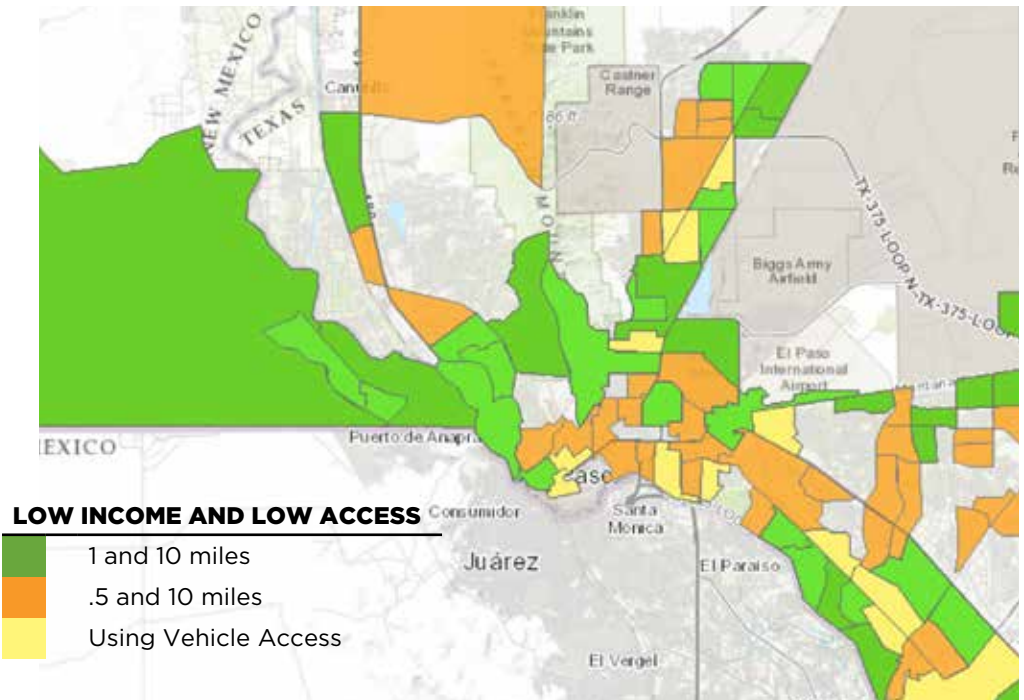 Franklin
Mountains
State Park
Castner
Range
NEW MEXICO
TEXAS
TX-375-LOOP N-TX-375-LOOP
Biggs Army
Airfield
El Paso
International
Airport
Montana
MEXICO
Puerto de Anapra
Paso
LOW INCOME AND LOW ACCESS
Consumidor
Santa
Monica
1 and 10 miles
Juárez
El Paraiso
.5 and 10 miles
Using Vehicle Access
El Vergel